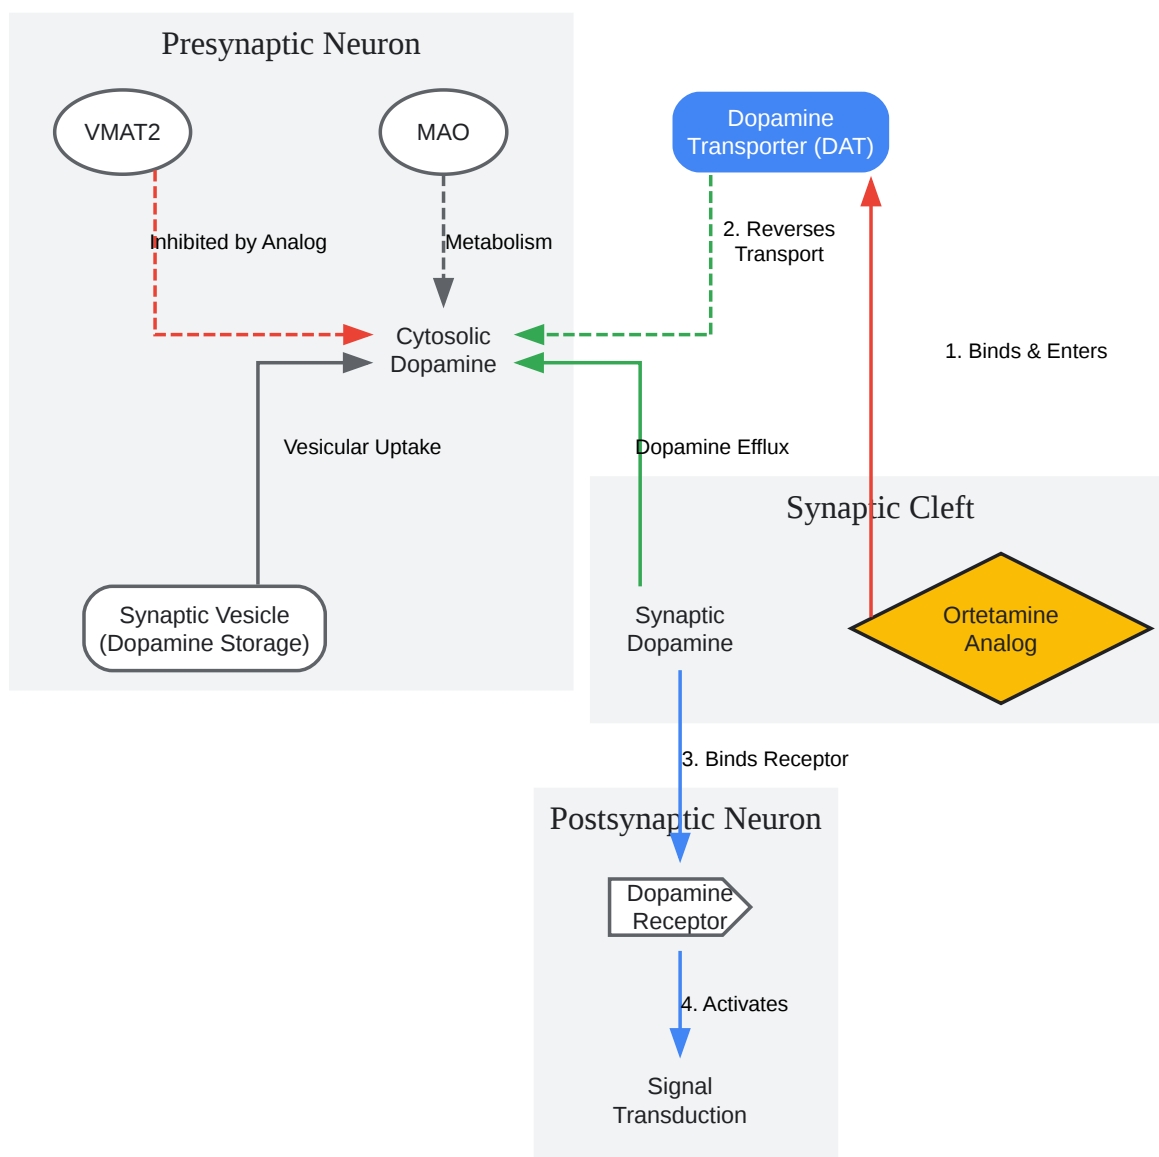 Presynaptic Neuron
VMAT2
MAO
Dopamine
Transporter (DAT)
Inhibited by Analog
Metabolism
2. Reverses
Transport
Cytosolic
Dopamine
1. Binds & Enters
Vesicular Uptake
Dopamine Efflux
Synaptic Cleft
Synaptic Vesicle
(Dopamine Storage)
Synaptic
Dopamine
Ortetamine
Analog
3. Binds Receptor
Postsynaptic Neuron
Dopamine
Receptor
4. Activates
Signal
Transduction